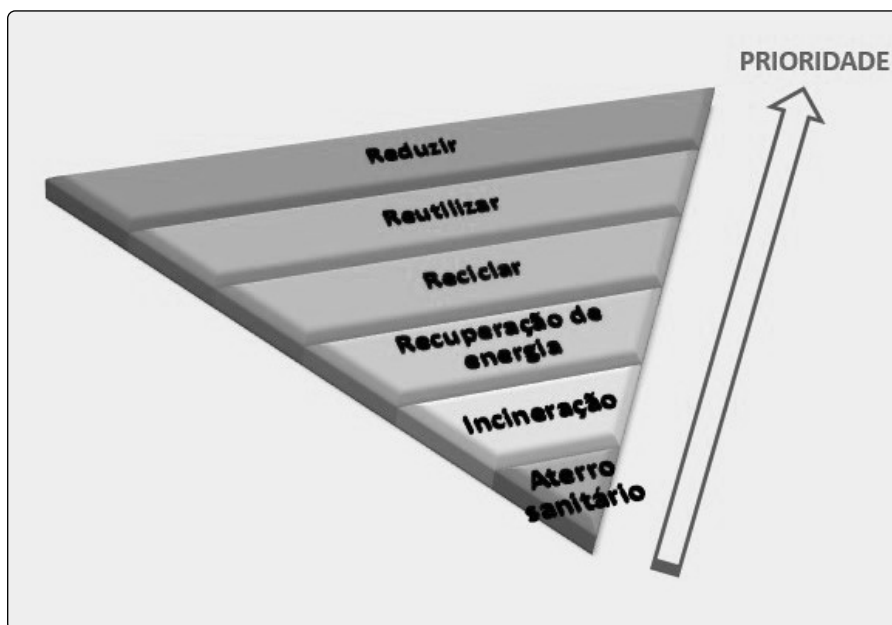 PRIORIDADE
Reduzir
Reutilizar
Reciclar
Recuperação de
energia
Incineração
Aterro
sanitário